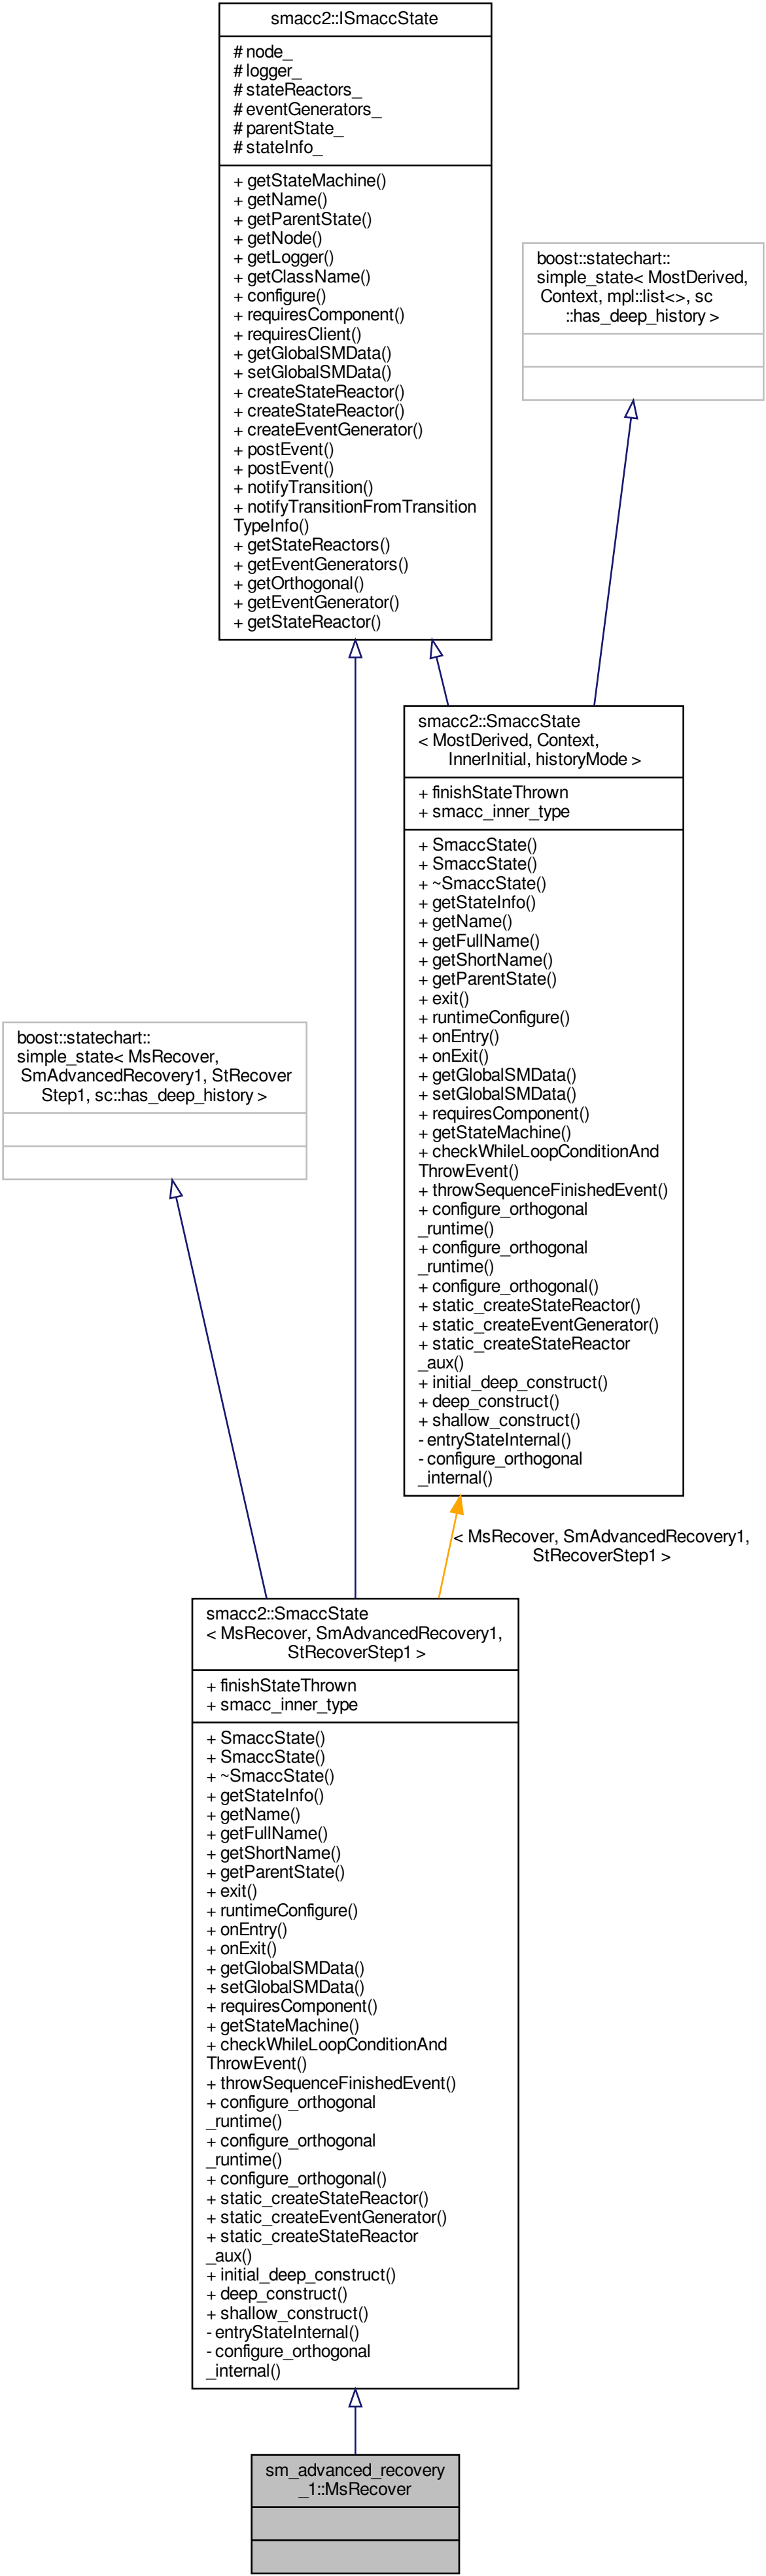 smacc2::ISmaccState
# node_
# logger_
# stateReactors_
# eventGenerators_
# parentState_
# stateInfo_
+ getStateMachine()
+ getName()
+ getParentState()
+ getNode()
+ getLogger()
+ getClassName()
+ configure()
+ requiresComponent()
+ requiresClient()
+ getGlobalSMData()
+ setGlobalSMData()
+ createStateReactor()
+ createStateReactor()
+ createEventGenerator()
+ postEvent()
+ postEvent()
+ notifyTransition()
+ notifyTransitionFromTransition
TypeInfo()
+ getStateReactors()
+ getEventGenerators()
+ getOrthogonal()
+ getEventGenerator()
+ getStateReactor()
boost::statechart::
simple_state< MostDerived,
Context, mpl::list<>, sc
::has_deep_history >
smacc2::SmaccState
< MostDerived, Context,
InnerInitial, historyMode >
+ finishStateThrown
+ smacc_inner_type
+ SmaccState()
+ SmaccState()
+ ~SmaccState()
+ getStateInfo()
+ getName()
+ getFullName()
+ getShortName()
+ getParentState()
+ exit()
+ runtimeConfigure()
+ onEntry()
+ onExit()
+ getGlobalSMData()
+ setGlobalSMData()
+ requiresComponent()
+ getStateMachine()
+ checkWhileLoopConditionAnd
ThrowEvent()
+ throwSequenceFinishedEvent()
+ configure_orthogonal
_runtime()
+ configure_orthogonal
_runtime()
+ configure_orthogonal()
+ static_createStateReactor()
+ static_createEventGenerator()
+ static_createStateReactor
_aux()
+ initial_deep_construct()
+ deep_construct()
+ shallow_construct()
- entryStateInternal()
- configure_orthogonal
_internal()
boost::statechart::
simple_state< MsRecover,
SmAdvancedRecovery1, StRecover
Step1, sc::has_deep_history >
< MsRecover, SmAdvancedRecovery1,
StRecoverStep1 >
smacc2::SmaccState
< MsRecover, SmAdvancedRecovery1,
StRecoverStep1 >
+ finishStateThrown
+ smacc_inner_type
+ SmaccState()
+ SmaccState()
+ ~SmaccState()
+ getStateInfo()
+ getName()
+ getFullName()
+ getShortName()
+ getParentState()
+ exit()
+ runtimeConfigure()
+ onEntry()
+ onExit()
+ getGlobalSMData()
+ setGlobalSMData()
+ requiresComponent()
+ getStateMachine()
+ checkWhileLoopConditionAnd
ThrowEvent()
+ throwSequenceFinishedEvent()
+ configure_orthogonal
_runtime()
+ configure_orthogonal
_runtime()
+ configure_orthogonal()
+ static_createStateReactor()
+ static_createEventGenerator()
+ static_createStateReactor
_aux()
+ initial_deep_construct()
+ deep_construct()
+ shallow_construct()
- entryStateInternal()
- configure_orthogonal
_internal()
sm_advanced_recovery
_1::MsRecover